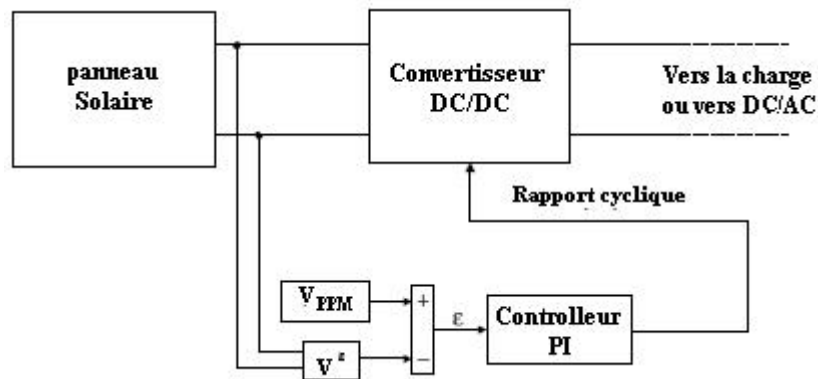 panneau
Solaire
Convertisseur
DC/DC
Vers la charge
ou vers DC/AC
Rapport cyclique
V PPM
+
ε
Controlleur
PI
V
−